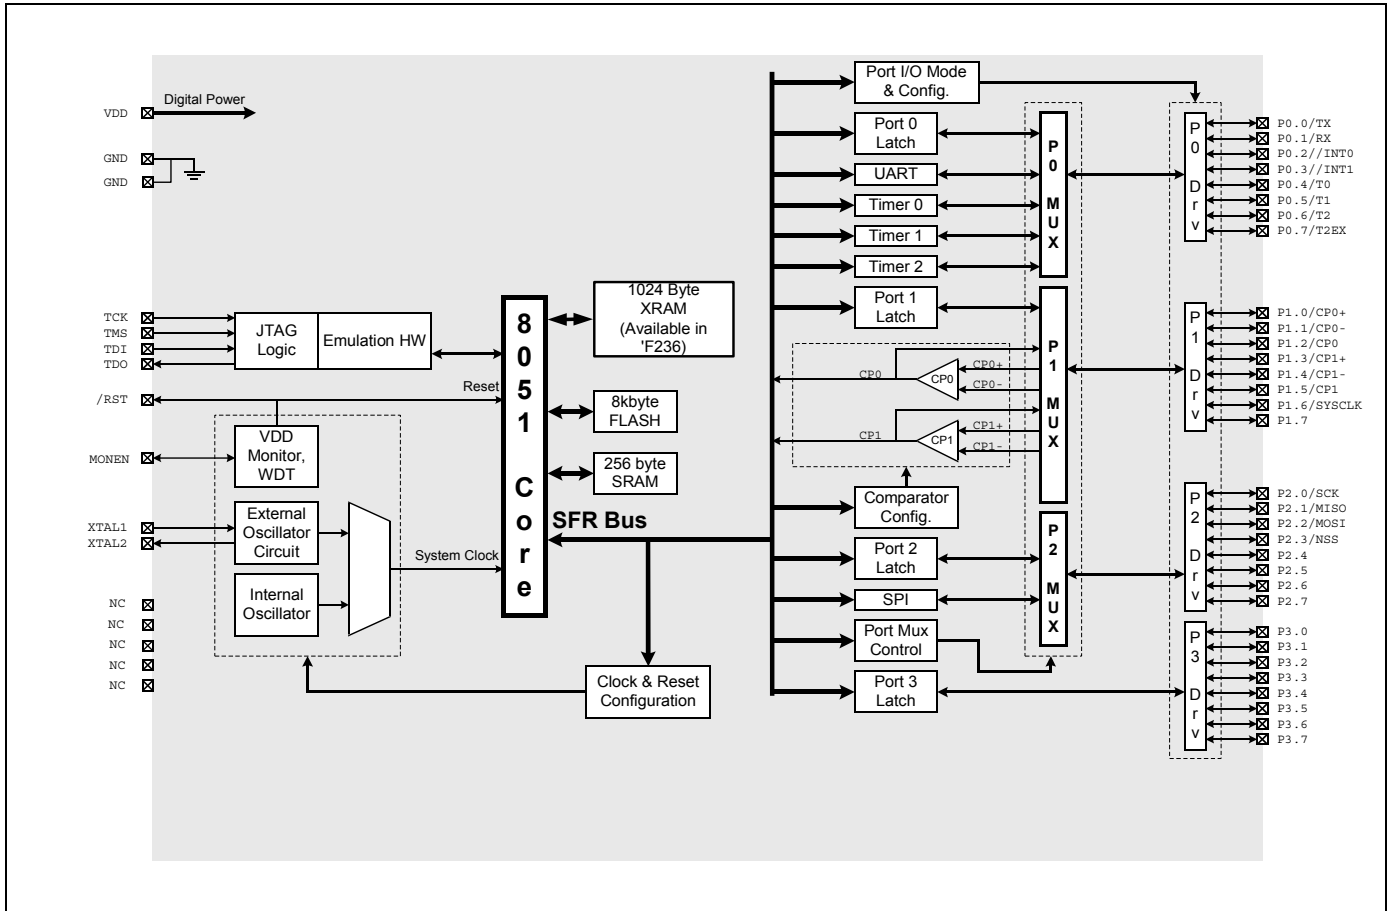 VDD
Digital Power
GND
GND
TCK
TMS
TDI
TDO
/RST
MONEN
XTAL1
XTAL2
NC
NC
NC
NC
NC
JTAG
Logic
Emulation HW
Reset
VDD
Monitor,
WDT
External
Oscillator
Circuit
Internal
Oscillator
System Clock
8
0
5
1
C
o
r
e
1024 Byte
XRAM
(Available in
'F236)
8kbyte
FLASH
256 byte
SRAM
SFR Bus
Clock & Reset
Configuration
Port I/O Mode
& Config.
Port 0
Latch
UART
Timer 0
Timer 1
Timer 2
Port 1
Latch
CP0
CP0
CP0+
CP0-
CP1
CP1
CP1+
CP1-
Comparator
Config.
Port 2
Latch
SPI
Port Mux
Control
Port 3
Latch
P
0
M
U
X
P
1
M
U
X
P
2
M
U
X
P
0
D
r
v
P
1
D
r
v
P
2
D
r
v
P
3
D
r
v
P0.0/TX
P0.1/RX
P0.2//INT0
P0.3//INT1
P0.4/T0
P0.5/T1
P0.6/T2
P0.7/T2EX
P1.0/CP0+
P1.1/CP0-
P1.2/CP0
P1.3/CP1+
P1.4/CP1-
P1.5/CP1
P1.6/SYSCLK
P1.7
P2.0/SCK
P2.1/MISO
P2.2/MOSI
P2.3/NSS
P2.4
P2.5
P2.6
P2.7
P3.0
P3.1
P3.2
P3.3
P3.4
P3.5
P3.6
P3.7